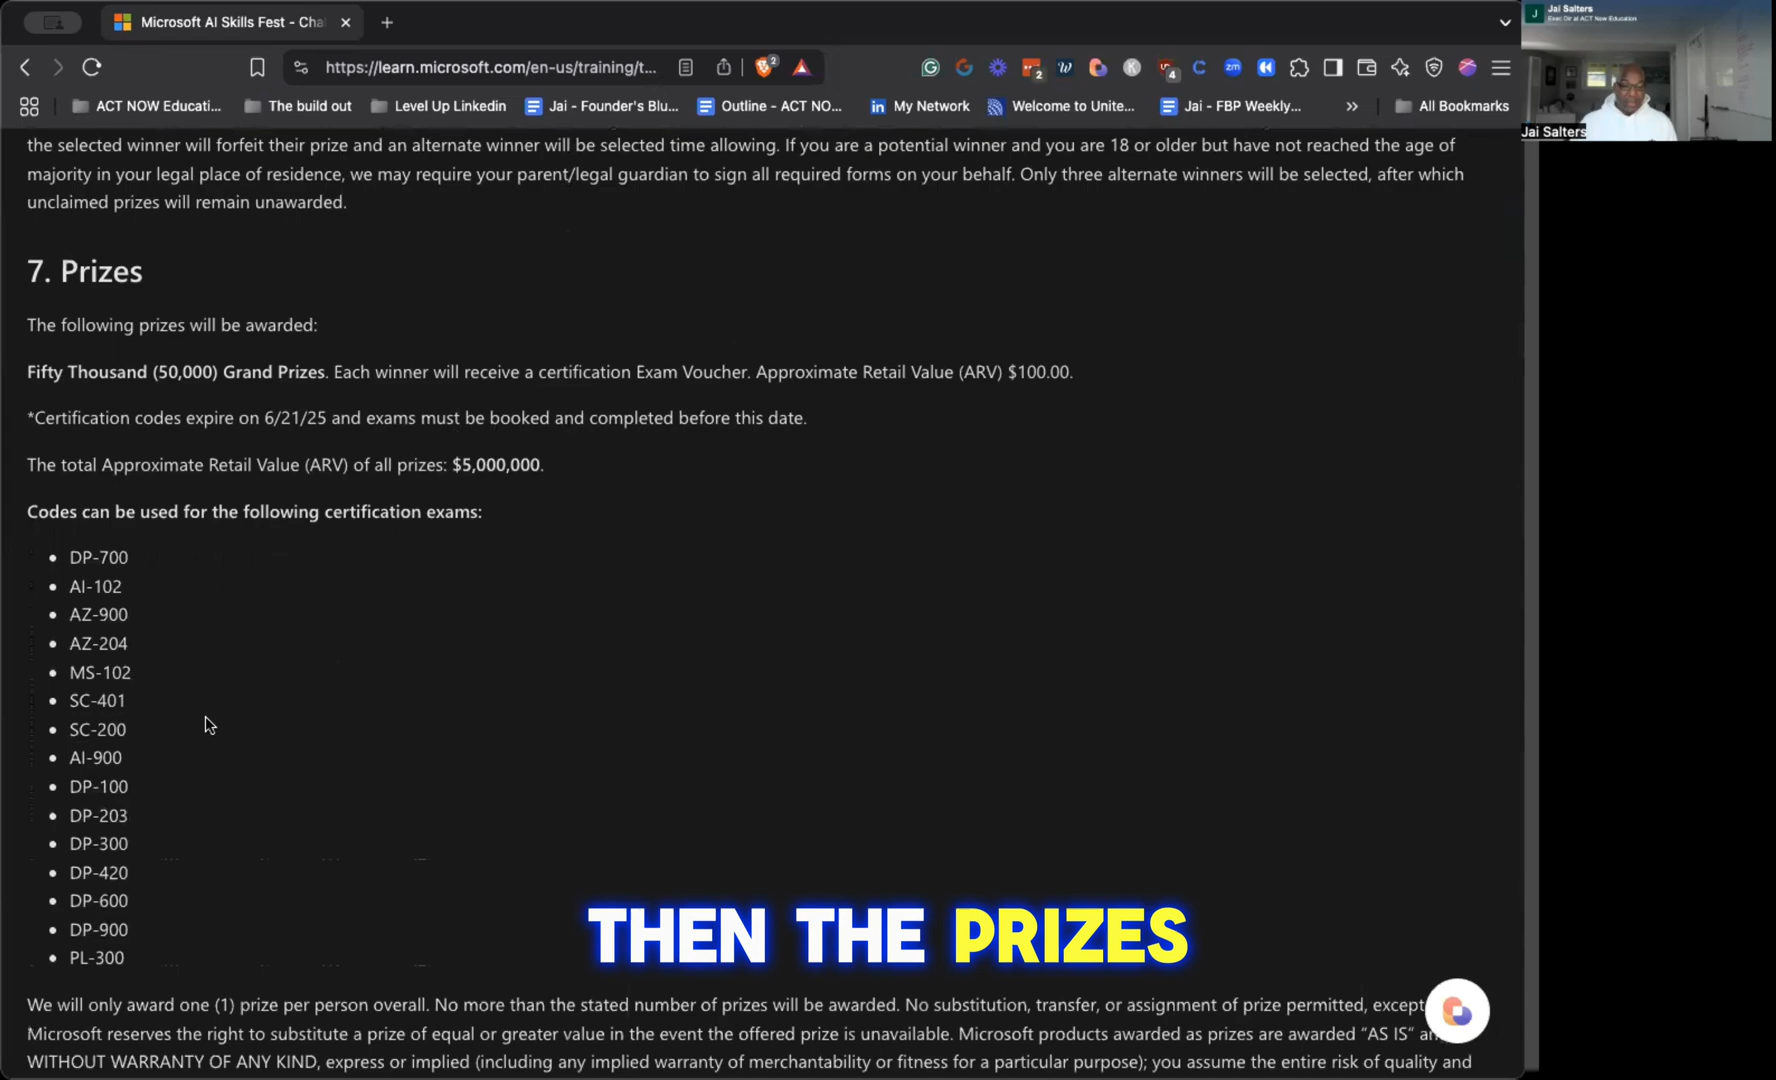 Microsoft AI Skills Fest - Cha
https://learn.microsoft.com/en-us/training/t...
2
2
4
ACT NOW Educati...
The build out
Level Up Linkedin
Jai - Founder's Blu...
Outline - ACT NO...
My Network
Welcome to Unite...
Jai - FBP Weekly...
All Bookmarks
J
Jai Salters
Exec Dir at ACT Now Education
Jai Salters
the selected winner will forfeit their prize and an alternate winner will be selected time allowing. If you are a potential winner and you are 18 or older but have not reached the age of
majority in your legal place of residence, we may require your parent/legal guardian to sign all required forms on your behalf. Only three alternate winners will be selected, after which
unclaimed prizes will remain unawarded.
7. Prizes
The following prizes will be awarded:
Fifty Thousand (50,000) Grand Prizes. Each winner will receive a certification Exam Voucher. Approximate Retail Value (ARV) $100.00.
*Certification codes expire on 6/21/25 and exams must be booked and completed before this date.
The total Approximate Retail Value (ARV) of all prizes: $5,000,000.
Codes can be used for the following certification exams:
• DP-700
• AI-102
• AZ-900
• AZ-204
• MS-102
• SC-401
• SC-200
• AI-900
• DP-100
• DP-203
• DP-300
• DP-420
• DP-600
• DP-900
• PL-300
THEN THE PRIZES
We will only award one (1) prize per person overall. No more than the stated number of prizes will be awarded. No substitution, transfer, or assignment of prize permitted, except
Microsoft reserves the right to substitute a prize of equal or greater value in the event the offered prize is unavailable. Microsoft products awarded as prizes are awarded “AS IS”
WITHOUT WARRANTY OF ANY KIND, express or implied (including any implied warranty of merchantability or fitness for a particular purpose); you assume the entire risk of quality and